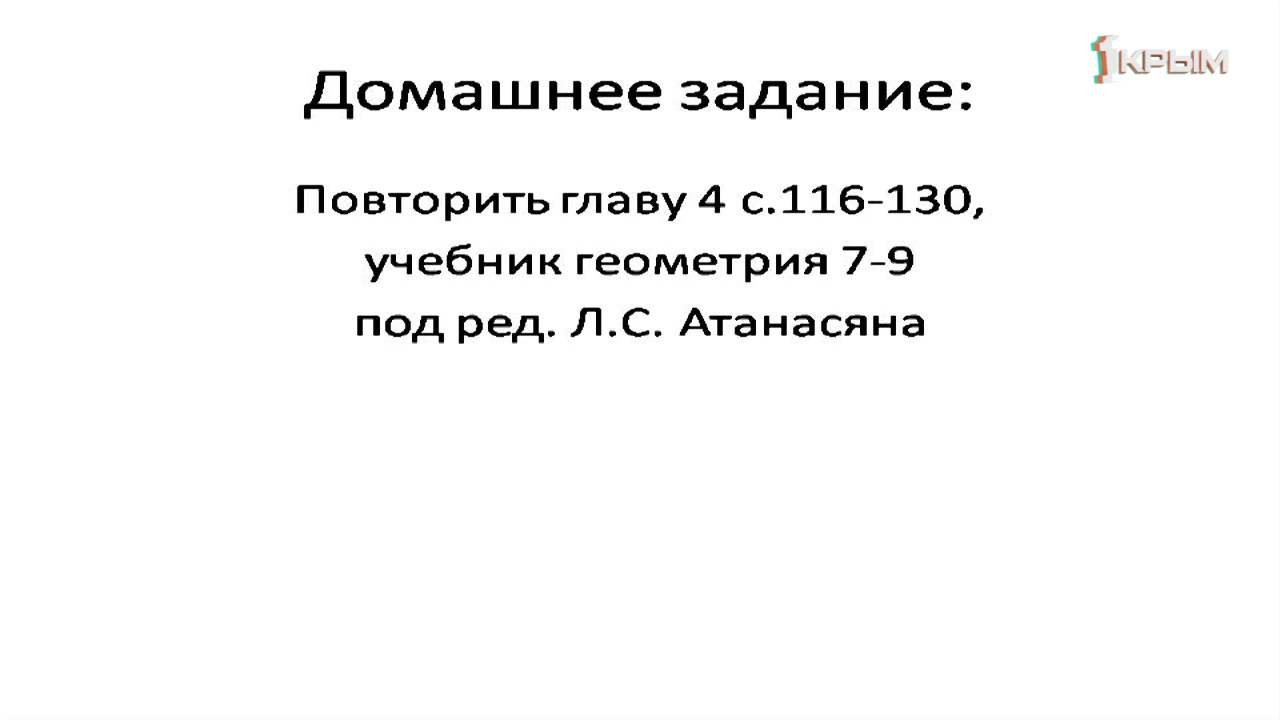 1КРЫМ
Домашнее задание:
Повторить главу 4 с.116-130,
учебник геометрия 7-9
под ред. Л.С. Атанасяна